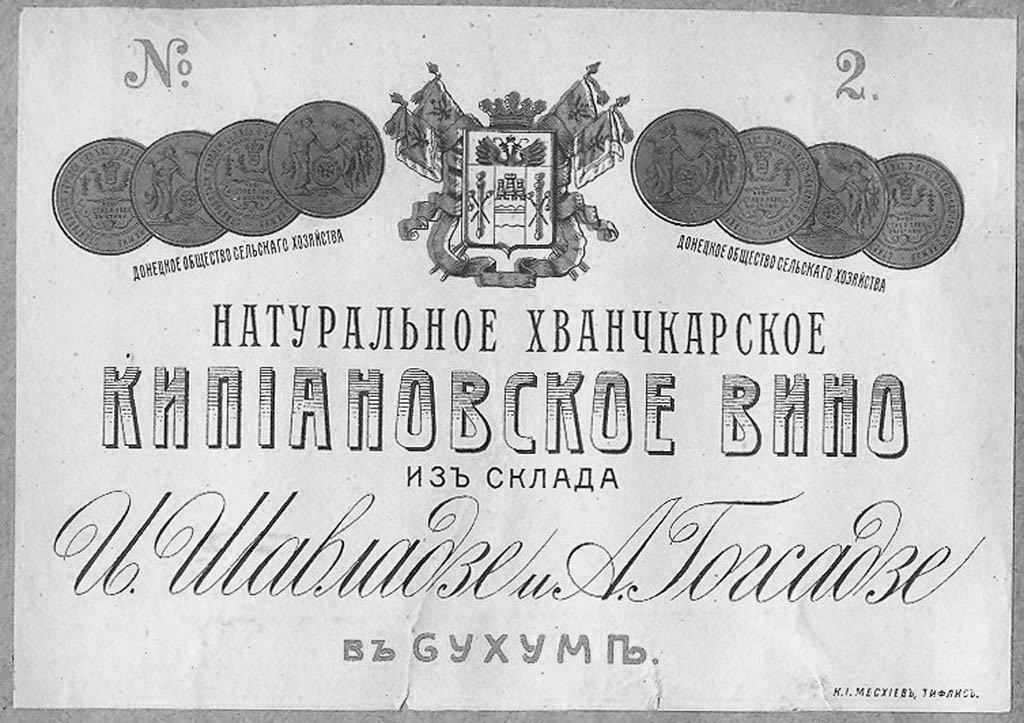 № 2.
ДОНЕЦКОЕ ОБЩЕСТВО СЕЛЬСКАГО ХОЗЯЙСТВА
ДОНЕЦКОЕ ОБЩЕСТВО СЕЛЬСКАГО ХОЗЯЙСТВА
НАТУРАЛЬНОЕ ХВАНЧКАРСКОЕ
КИПІАНОВСКОЕ ВИНО
ИЗЪ СКЛАДА
И. Шавладзе и А. Гогсадзе
ВЪ СУХУМѢ.
К.І. МЕСХІЕВЪ, ТИФЛИСЪ.